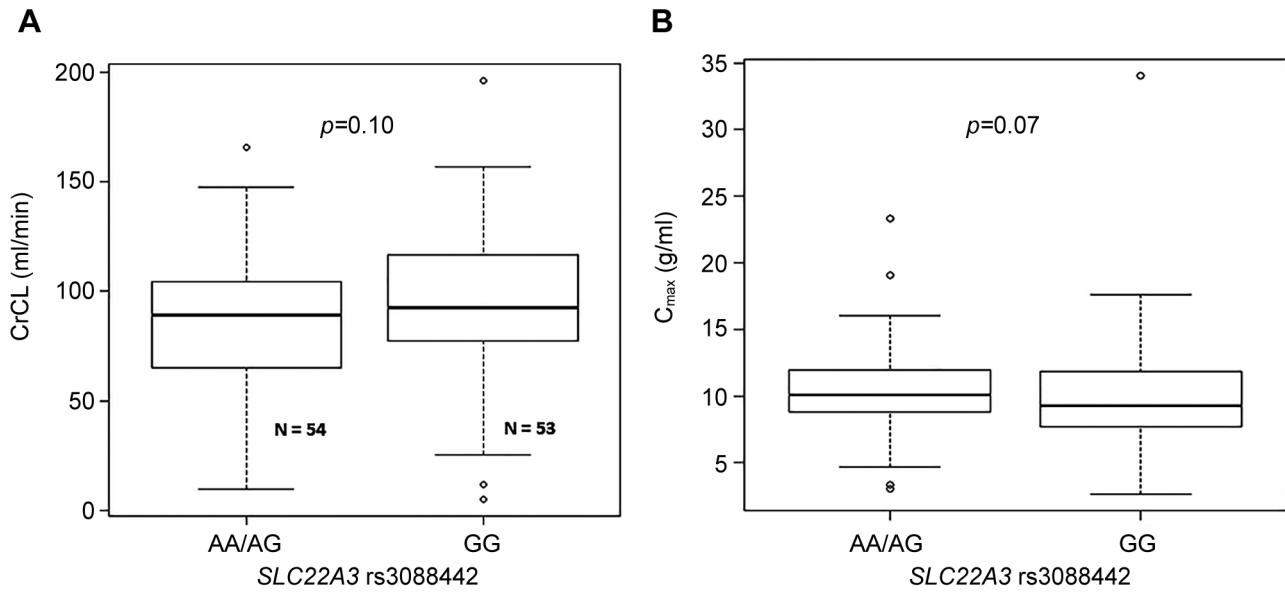 A
CrCL (ml/min)
200
150
100
50
0
p=0.10
N = 54
N = 53
AA/AG
GG
SLC22A3 rs3088442
B
Cmax (g/ml)
35
30
25
20
15
10
5
p=0.07
AA/AG
GG
SLC22A3 rs3088442